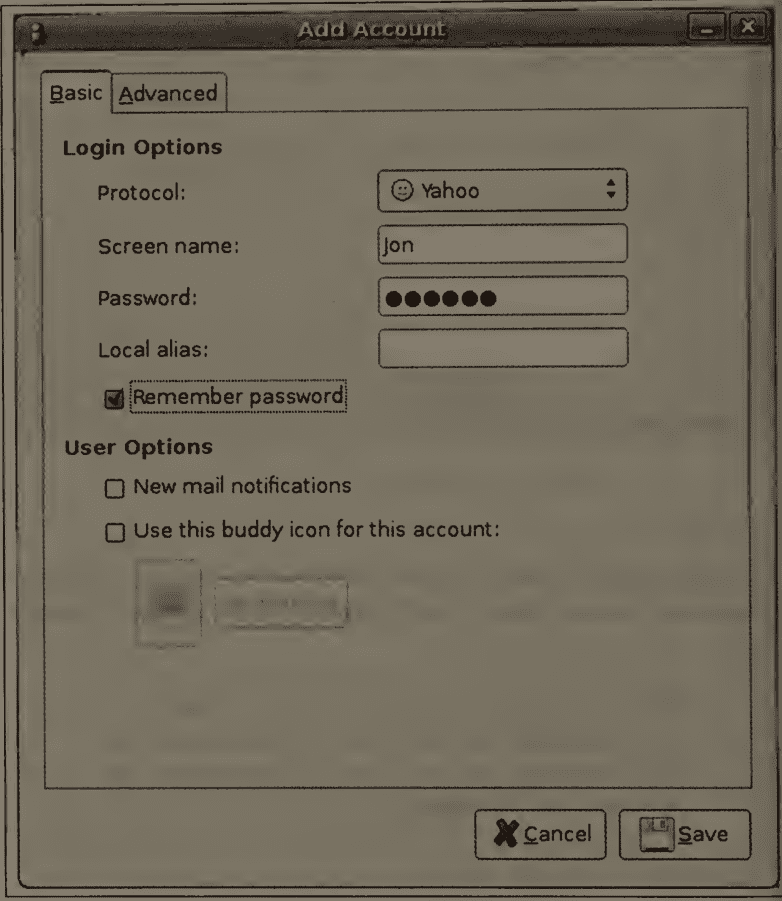 Add Account
Basic Advanced
Login Options
Protocol: Yahoo
Screen name: Jon
Password: ●●●●●●
Local alias:
Remember password
User Options
New mail notifications
Use this buddy icon for this account:
Cancel Save